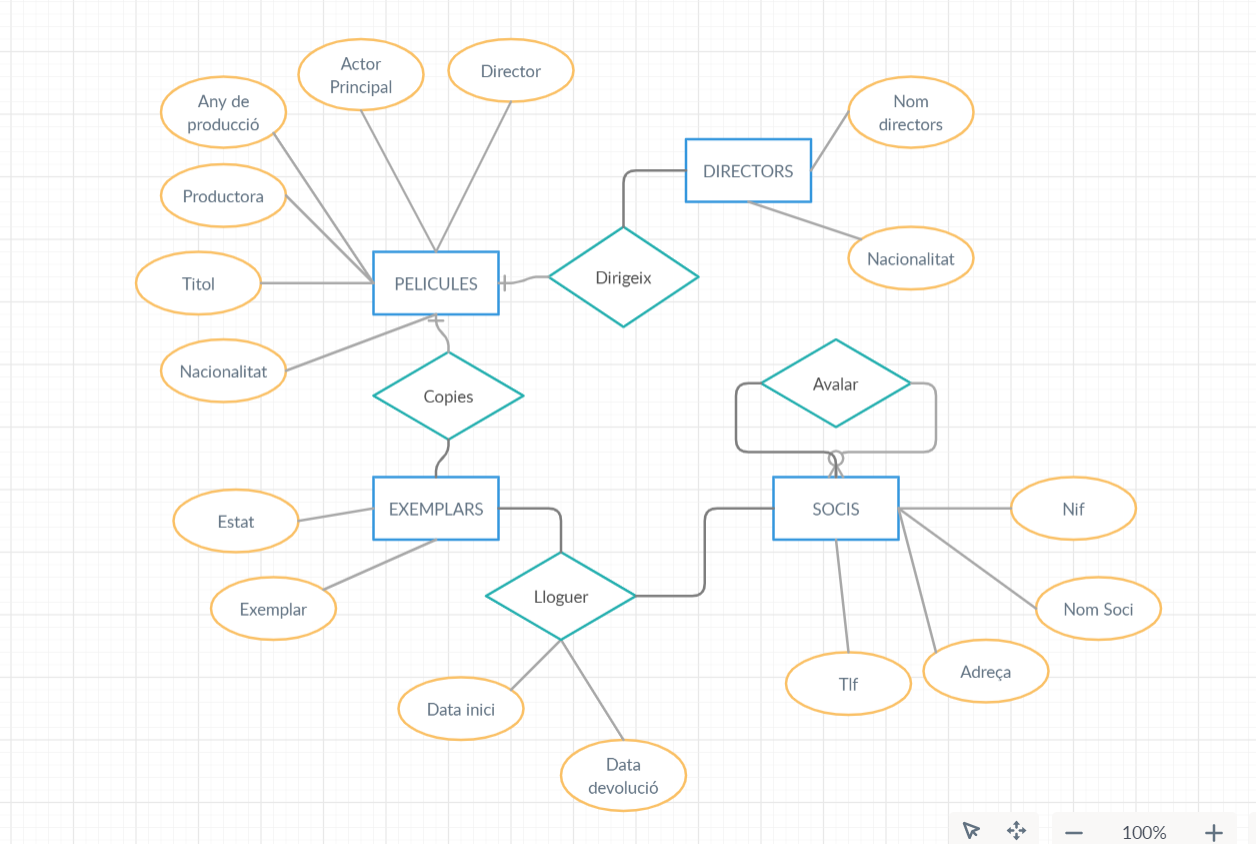 Actor
Principal
Director
Any de
producció
Nom
directors
DIRECTORS
Productora
Nacionalitat
Titol
PELICULES
Dirigeix
Nacionalitat
Copies
Avalar
Estat
EXEMPLARS
SOCIS
Nif
Exemplar
Lloguer
Nom Soci
Tlf
Adreça
Data inici
Data
devolució
100%